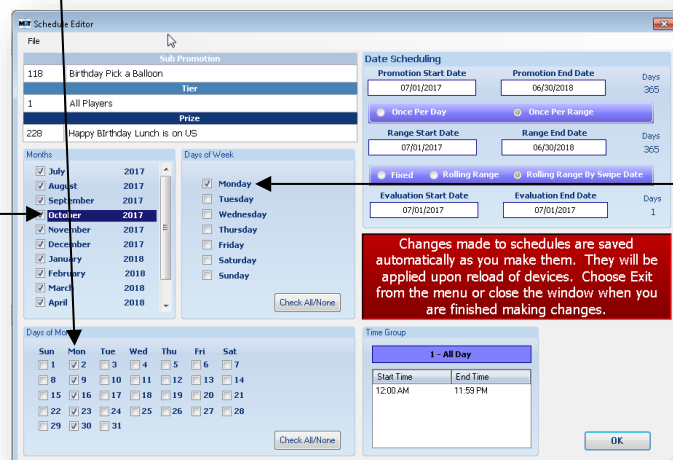 MGT Schedule Editor
File
Sub Promotion
118 Birthday Pick a Balloon
Tier
1 All Players
Prize
228 Happy BIrthday Lunch is on US
Months
July 2017
August 2017
September 2017
October 2017
November 2017
December 2017
January 2018
February 2018
March 2018
April 2018
Days of Week
Monday
Tuesday
Wednesday
Thursday
Friday
Saturday
Sunday
Check All/None
Date Scheduling
Promotion Start Date Promotion End Date Days
07/01/2017 06/30/2018 365
Once Per Day Once Per Range
Range Start Date Range End Date Days
07/01/2017 06/30/2018 365
Fixed Rolling Range Rolling Range By Swipe Date
Evaluation Start Date Evaluation End Date Days
07/01/2017 07/01/2017 1
Changes made to schedules are saved
automatically as you make them. They will be
applied upon reload of devices. Choose Exit
from the menu or close the window when you
are finished making changes.
Days of Mo
Sun Mon Tue Wed Thu Fri Sat
1 2 3 4 5 6 7
8 9 10 11 12 13 14
15 16 17 18 19 20 21
22 23 24 25 26 27 28
29 30 31
Check All/None
Time Group
1 - All Day
Start Time End Time
12:00 AM 11:59 PM
OK